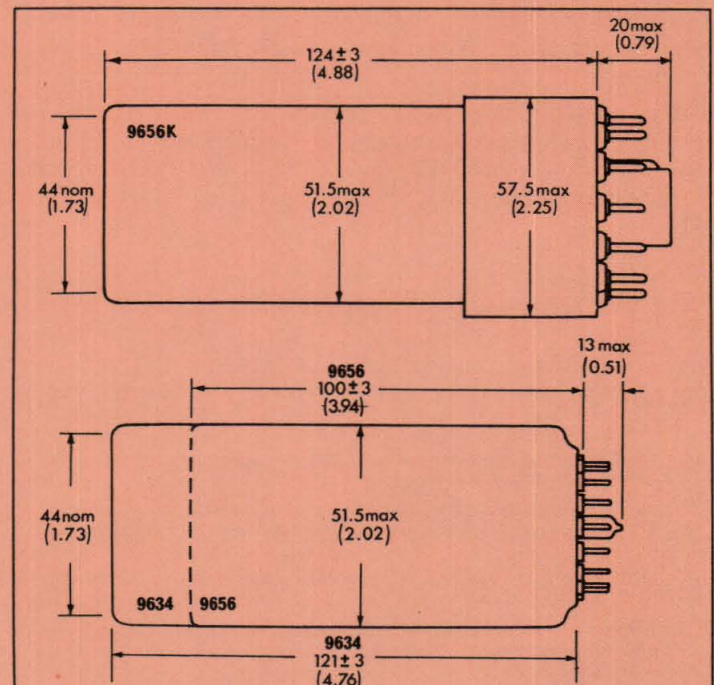 20max
(0.79)
124±3
(4.88)
9656K
44nom
(1.73)
51.5max
(2.02)
57.5max
(2.25)
13 max
(0.51)
9656
100±3
(3.94)
44nom
(1.73)
51.5max
(2.02)
9634 9656
9634
121±3
(4.76)